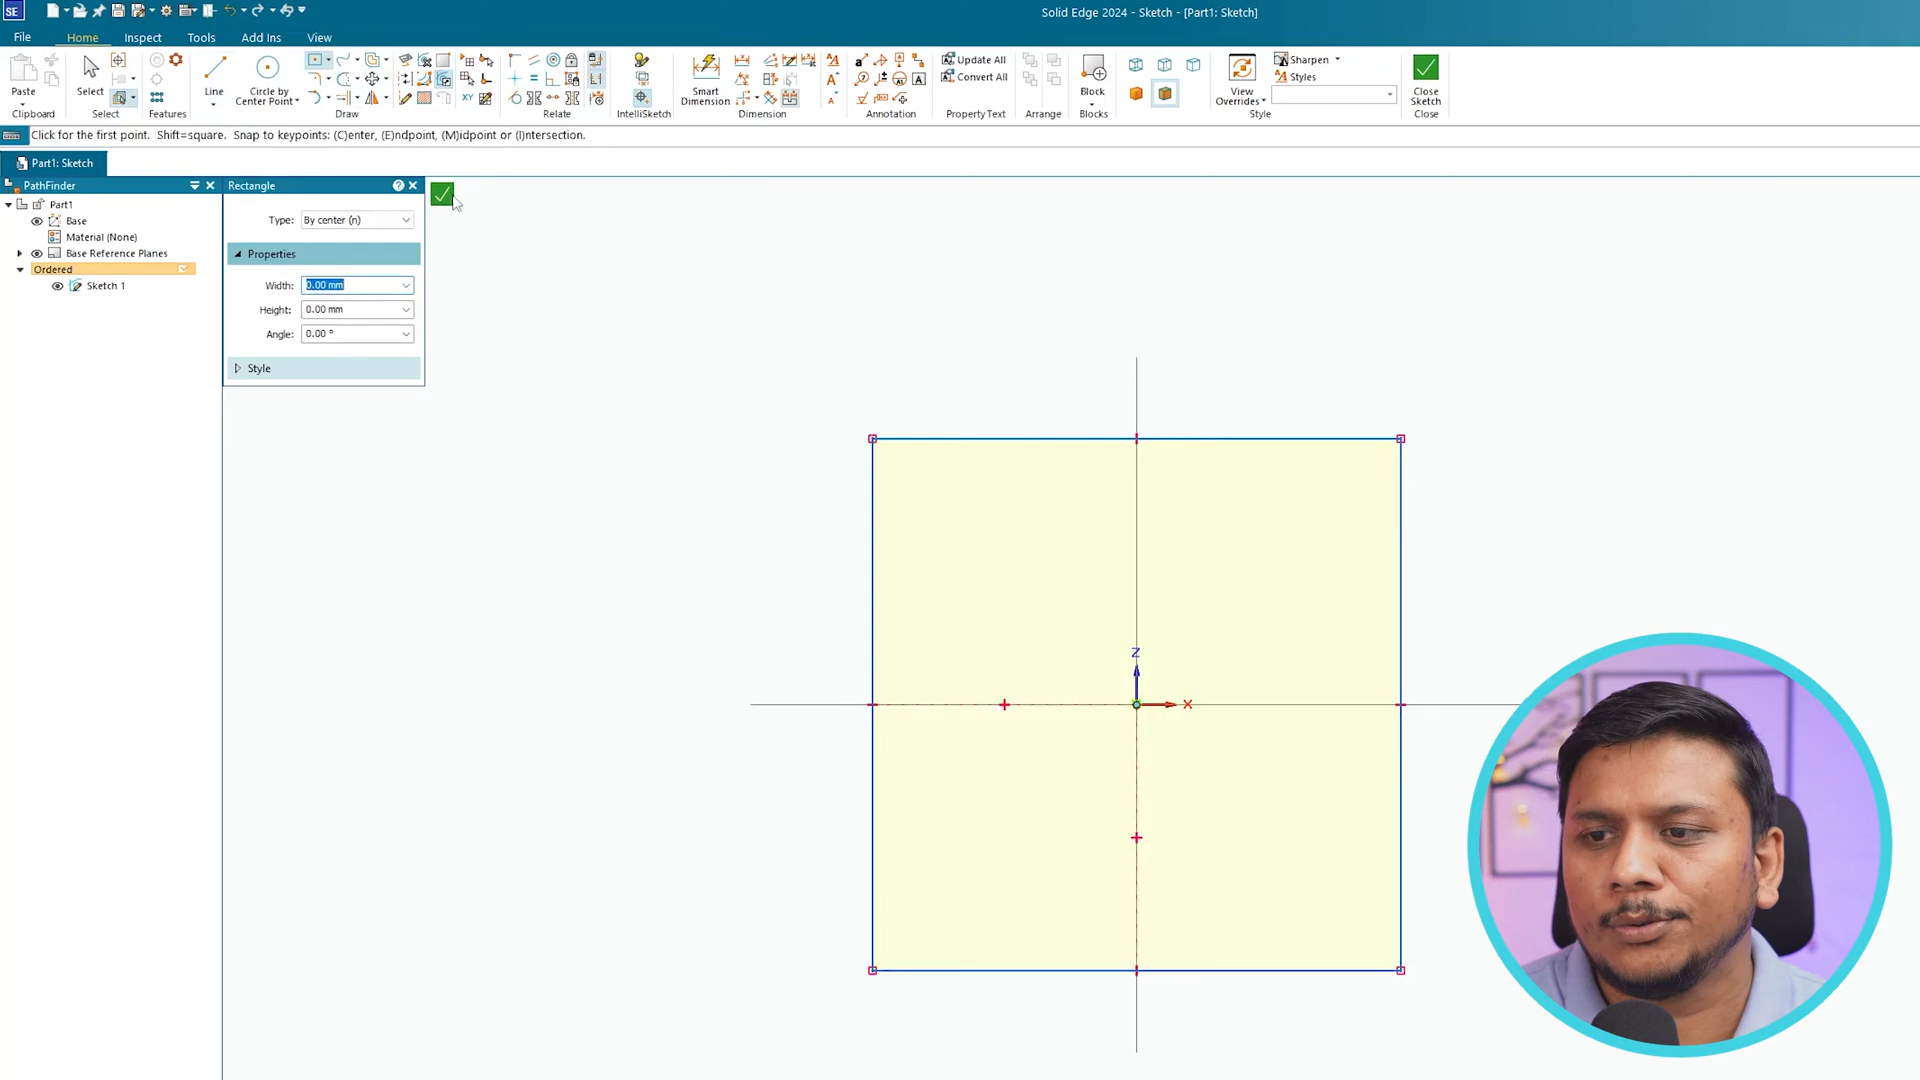 SE
Solid Edge 2024 - Sketch - [Part1: Sketch]
File Home Inspect Tools Add Ins View
Paste
Clipboard
Select
Select
Features
Line
Circle by
Center Point
Draw
Relate
IntelliSketch
Smart
Dimension
Dimension
Annotation
Update All
Convert All
Property Text
Arrange
Block
Blocks
View
Overrides
Sharpen
Styles
Style
Close
Sketch
Close
Click for the first point. Shift=square. Snap to keypoints: (C)enter, (E)ndpoint, (M)idpoint or (I)ntersection.
Part1: Sketch
PathFinder
Part1
Base
Material (None)
Base Reference Planes
Ordered
Sketch 1
Rectangle
Type: By center (n)
Properties
Width: 0.00 mm
Height: 0.00 mm
Angle: 0.00 °
Style
Z
X